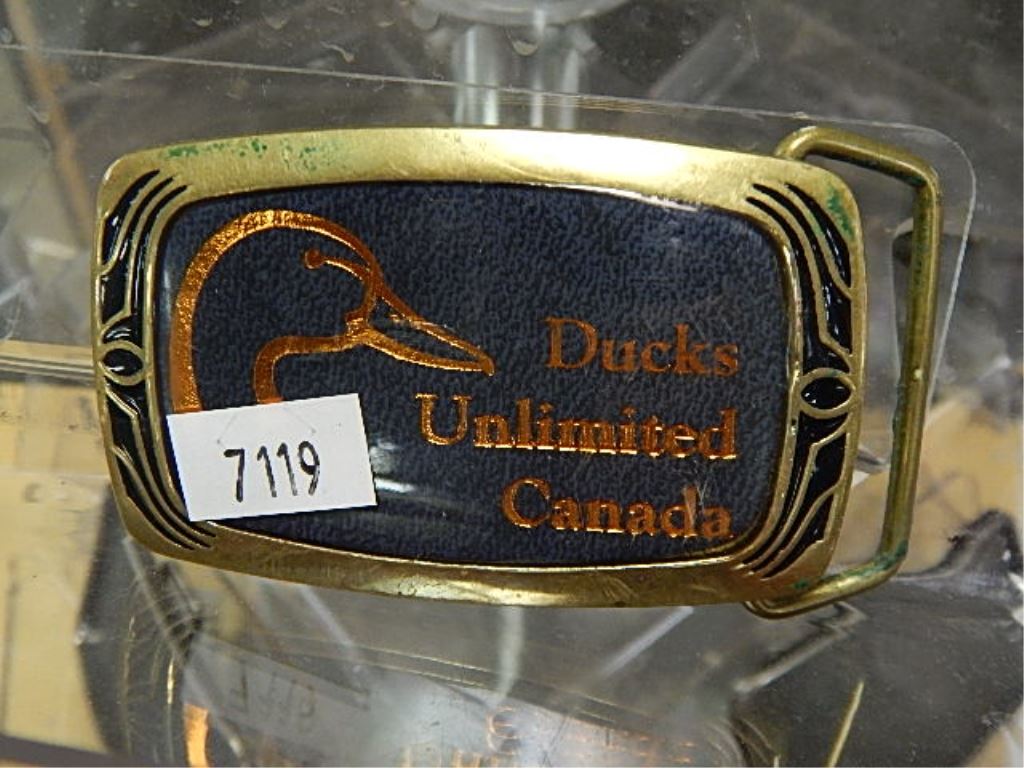 Ducks
Unlimited
Canada
7119